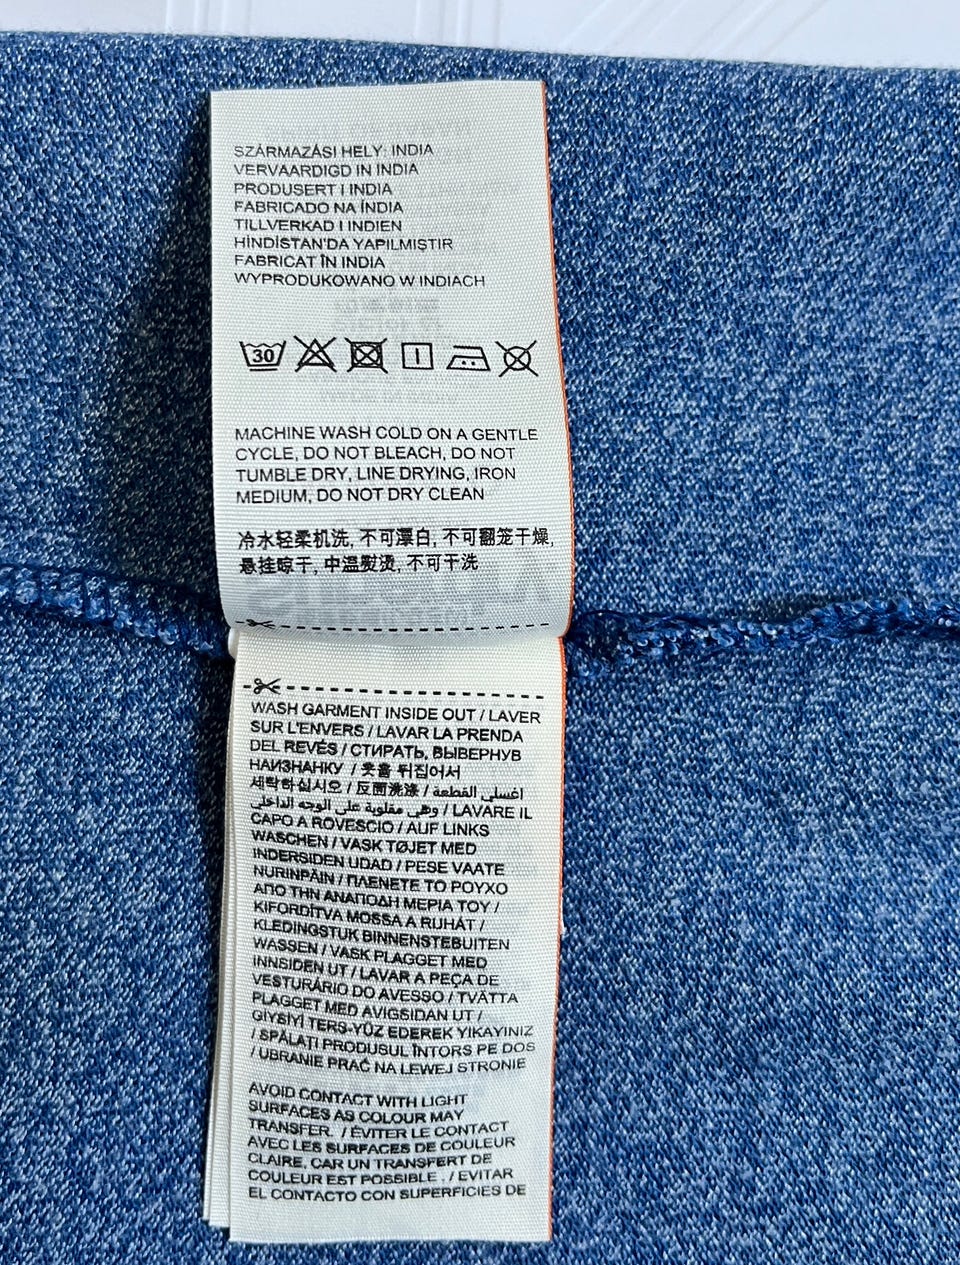 SZÁRMAZÁSI HELY: INDIA
VERVAARDIGD IN INDIA
PRODUSERT I INDIA
FABRICADO NA ÍNDIA
TILLVERKAD I INDIEN
HİNDİSTAN'DA YAPILMIŞTIR
FABRICAT ÎN INDIA
WYPRODUKOWANO W INDIACH
30
MACHINE WASH COLD ON A GENTLE
CYCLE, DO NOT BLEACH, DO NOT
TUMBLE DRY, LINE DRYING, IRON
MEDIUM, DO NOT DRY CLEAN
冷水轻柔机洗, 不可漂白, 不可翻笼干燥,
悬挂晾干, 中温熨烫, 不可干洗
WASH GARMENT INSIDE OUT / LAVER
SUR L'ENVERS / LAVAR LA PRENDA
DEL REVÉS / СТИРАТЬ, ВЫВЕРНУВ
НАИЗНАНКУ / 옷을 뒤집어서
세탁하십시오 / 反面洗涤 / اغسلي القطعة
وهي مقلوبة على الوجه الداخلي / LAVARE IL
CAPO A ROVESCIO / AUF LINKS
WASCHEN / VASK TØJET MED
INDERSIDEN UDAD / PESE VAATE
NURINPÄIN / ΠΛΕΝΕΤΕ ΤΟ ΡΟΥΧΟ
ΑΠΟ ΤΗΝ ΑΝΑΠΟΔΗ ΜΕΡΙΑ ΤΟΥ /
KIFORDÍTVA MOSSA A RUHÁT /
KLEDINGSTUK BINNENSTEBUITEN
WASSEN / VASK PLAGGET MED
INNSIDEN UT / LAVAR A PEÇA DE
VESTURÁRIO DO AVESSO / TVÄTTA
PLAGGET MED AVIGSIDAN UT /
GİYSİYİ TERS-YÜZ EDEREK YIKAYINIZ
/ SPĂLAȚI PRODUSUL ÎNTORS PE DOS
/ UBRANIE PRAĆ NA LEWEJ STRONIE
AVOID CONTACT WITH LIGHT
SURFACES AS COLOUR MAY
TRANSFER. / ÉVITER LE CONTACT
AVEC LES SURFACES DE COULEUR
CLAIRE, CAR UN TRANSFERT DE
COULEUR EST POSSIBLE . / EVITAR
EL CONTACTO CON SUPERFICIES DE